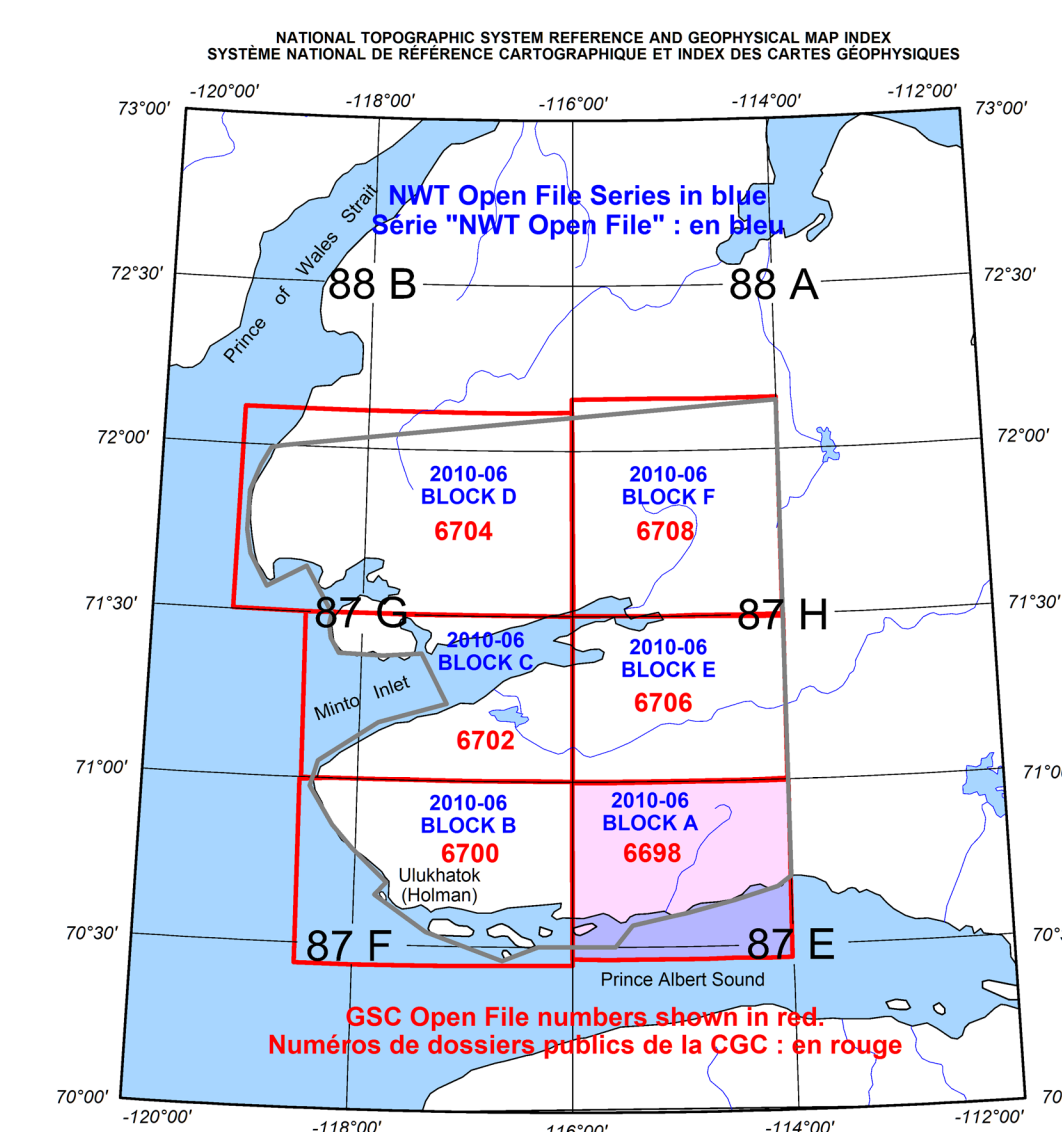 NATIONAL TOPOGRAPHIC SYSTEM REFERENCE AND GEOPHYSICAL MAP INDEX
SYSTÈME NATIONAL DE RÉFÉRENCE CARTOGRAPHIQUE ET INDEX DES CARTES GÉOPHYSIQUES
-120°00'
-118°00'
-116°00'
-114°00'
-112°00'
73°00'
73°00'
NWT Open File Series in blue
Série "NWT Open File" : en bleu
Prince of Wales Strait
72°30'
88 B
88 A
72°30'
72°00'
72°00'
2010-06
BLOCK D
6704
2010-06
BLOCK F
6708
71°30'
87 G
87 H
71°30'
2010-06
BLOCK C
2010-06
BLOCK E
Minto Inlet
6706
6702
71°00'
71°0
2010-06
BLOCK B
6700
2010-06
BLOCK A
6698
Ulukhatok
(Holman)
70°30'
87 F
87 E
70°
Prince Albert Sound
GSC Open File numbers shown in red.
Numéros de dossiers publics de la CGC : en rouge
70°00'
70
-120°00'
-118°00'
-116°00'
-114°00'
-112°00'